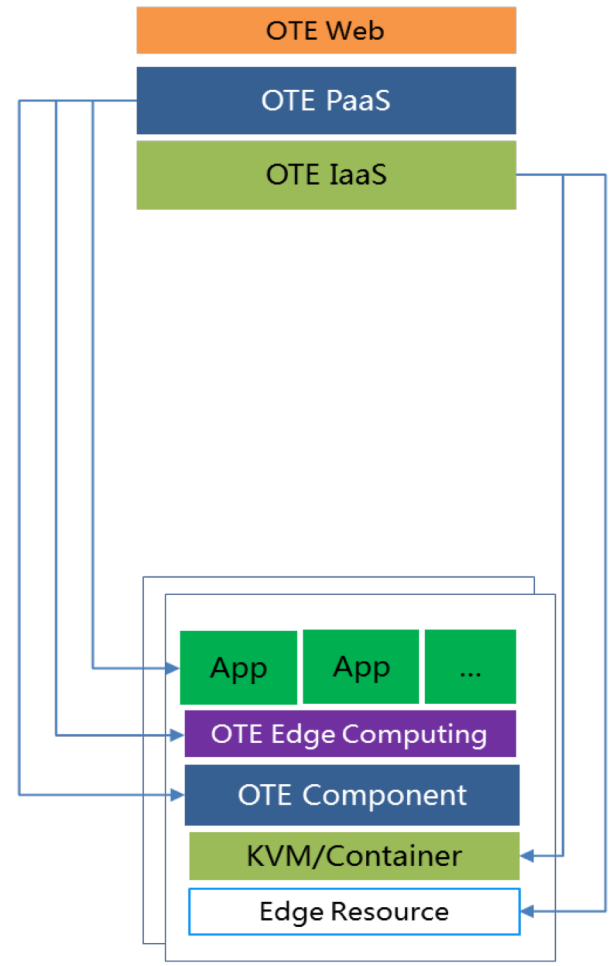 OTE Web
OTE PaaS
OTE IaaS
App App ...
OTE Edge Computing
OTE Component
KVM/Container
Edge Resource